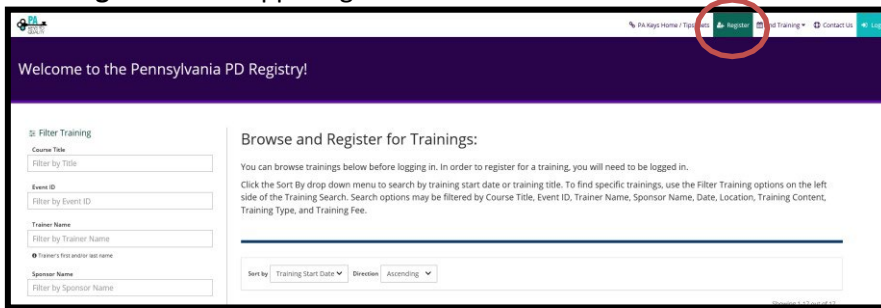 PA
KEYS TO
QUALITY
PA Keys Home / Tip Register Training Contact Us Log
Welcome to the Pennsylvania PD Registry!
Filter Training
Course Title
Filter by Title
Event ID
Filter by Event ID
Trainer Name
Filter by Trainer Name
Trainer's first and/or last name
Sponsor Name
Filter by Sponsor Name
Browse and Register for Trainings:
You can browse trainings below before logging in. In order to register for a training, you will need to be logged in.
Click the Sort By drop down menu to search by training start date or training title. To find specific trainings, use the Filter Training options on the left
side of the Training Search. Search options may be filtered by Course Title, Event ID, Trainer Name, Sponsor Name, Date, Location, Training Content,
Training Type, and Training Fee.
Sort by Training Start Date Direction Ascending